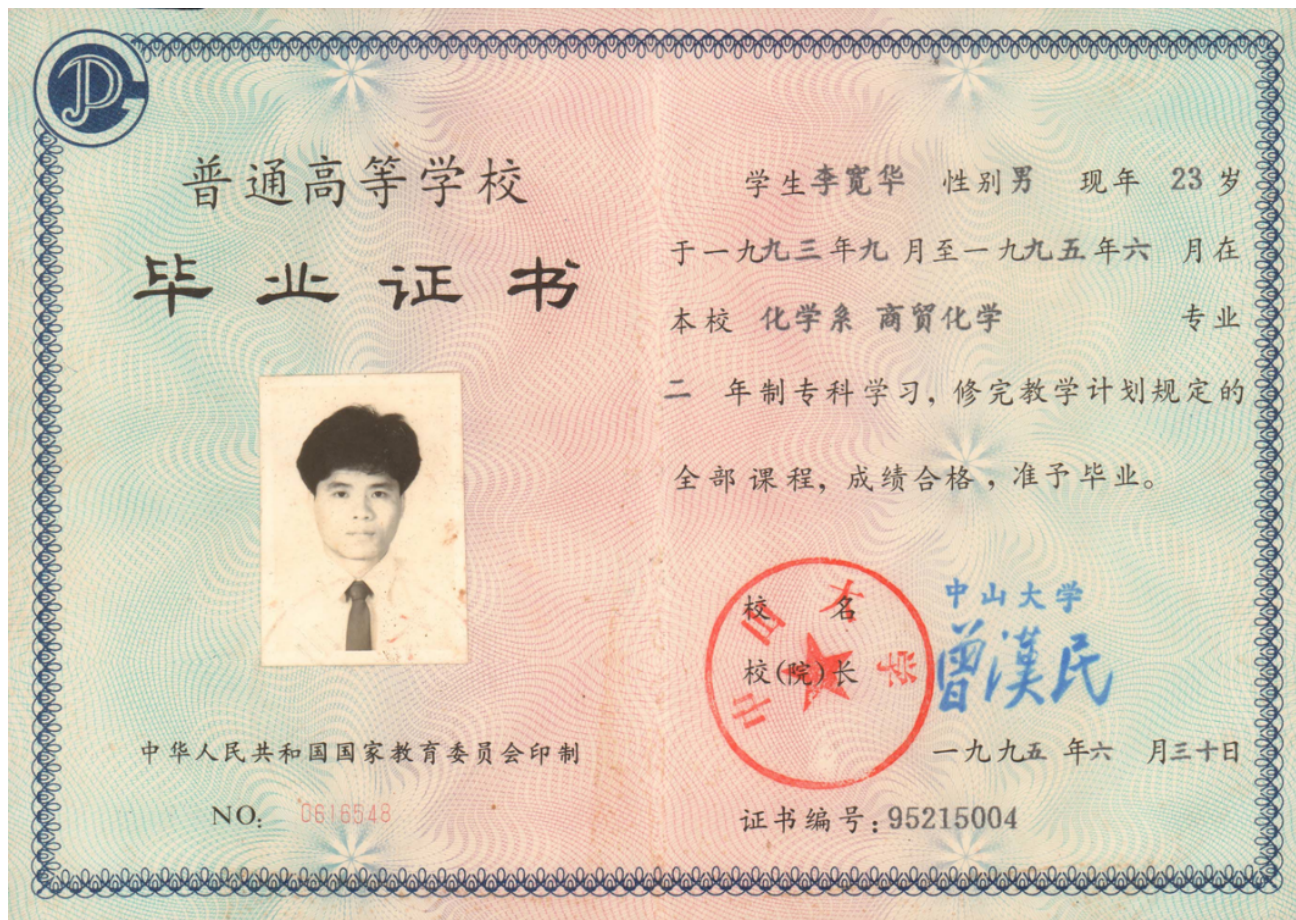 普通高等学校
毕业证书
中华人民共和国国家教育委员会印制
NO: 0616548
学生李宽华 性别男 现年 23 岁
于一九九三年九 月至一九九五年六 月在
本校 化学系 商贸化学 专业
二 年制专科学习, 修完教学计划规定的
全部课程, 成绩合格, 准予毕业。
校 名 中山大学
校(院)长 曾漢民
中山大学
一九九五 年六 月三十日
证书编号: 95215004